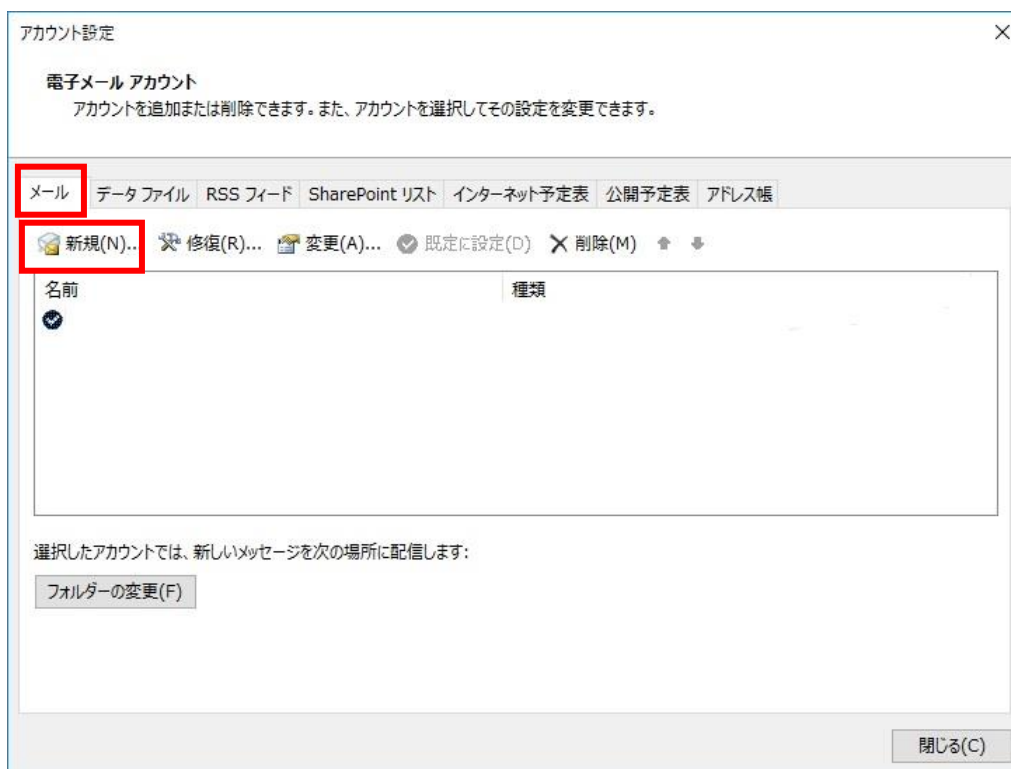 アカウント設定
電子メール アカウント
アカウントを追加または削除できます。また、アカウントを選択してその設定を変更できます。
メール データ ファイル RSS フィード SharePoint リスト インターネット予定表 公開予定表 アドレス帳
新規(N)... 修復(R)... 変更(A)... 既定に設定(D) 削除(M)
名前 種類
選択したアカウントでは、新しいメッセージを次の場所に配信します:
フォルダーの変更(F)
閉じる(C)